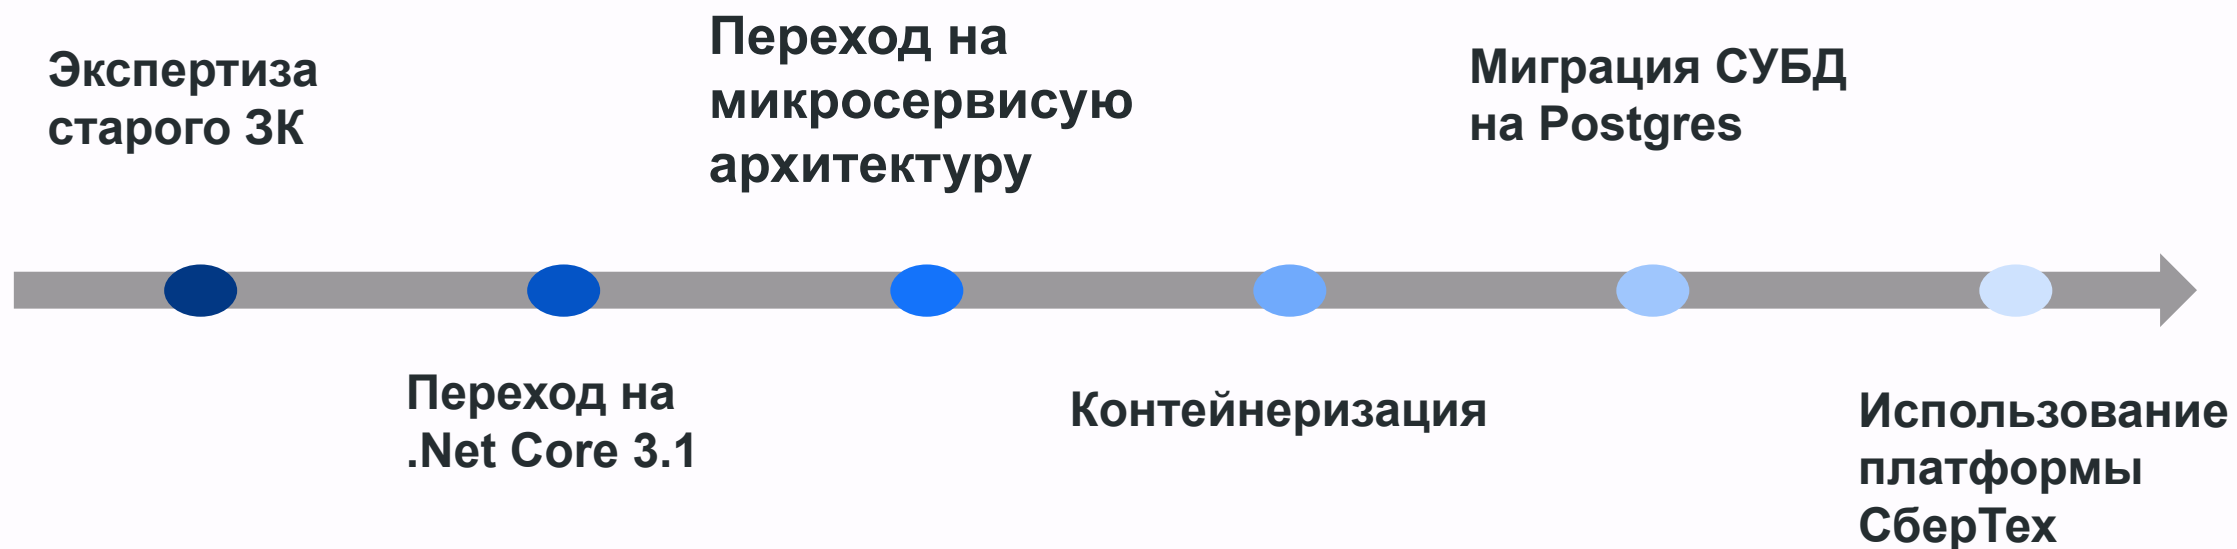 Экспертиза
старого ЗК
Переход на
.Net Core 3.1
Переход на
микросервисую
архитектуру
Контейнеризация
Миграция СУБД
на Postgres
Использование
платформы
СберТех